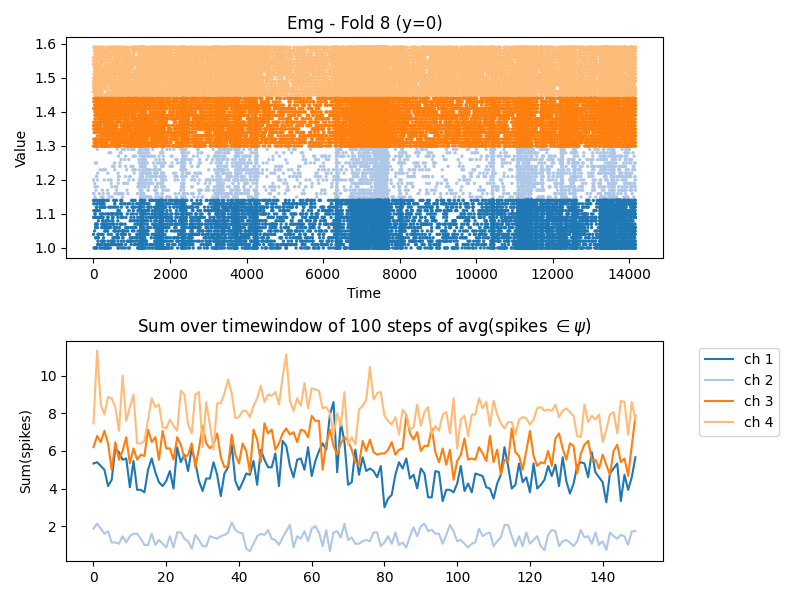 Emg - Fold 8 (y=0)
1.6
1.5
1.4
1.3
1.2
1.1
1.0
Value
0 2000 4000 6000 8000 10000 12000 14000
Time
Sum over timewindow of 100 steps of avg(spikes ∈ ψ)
10
8
6
4
2
Sum(spikes)
0 20 40 60 80 100 120 140
ch 1
ch 2
ch 3
ch 4